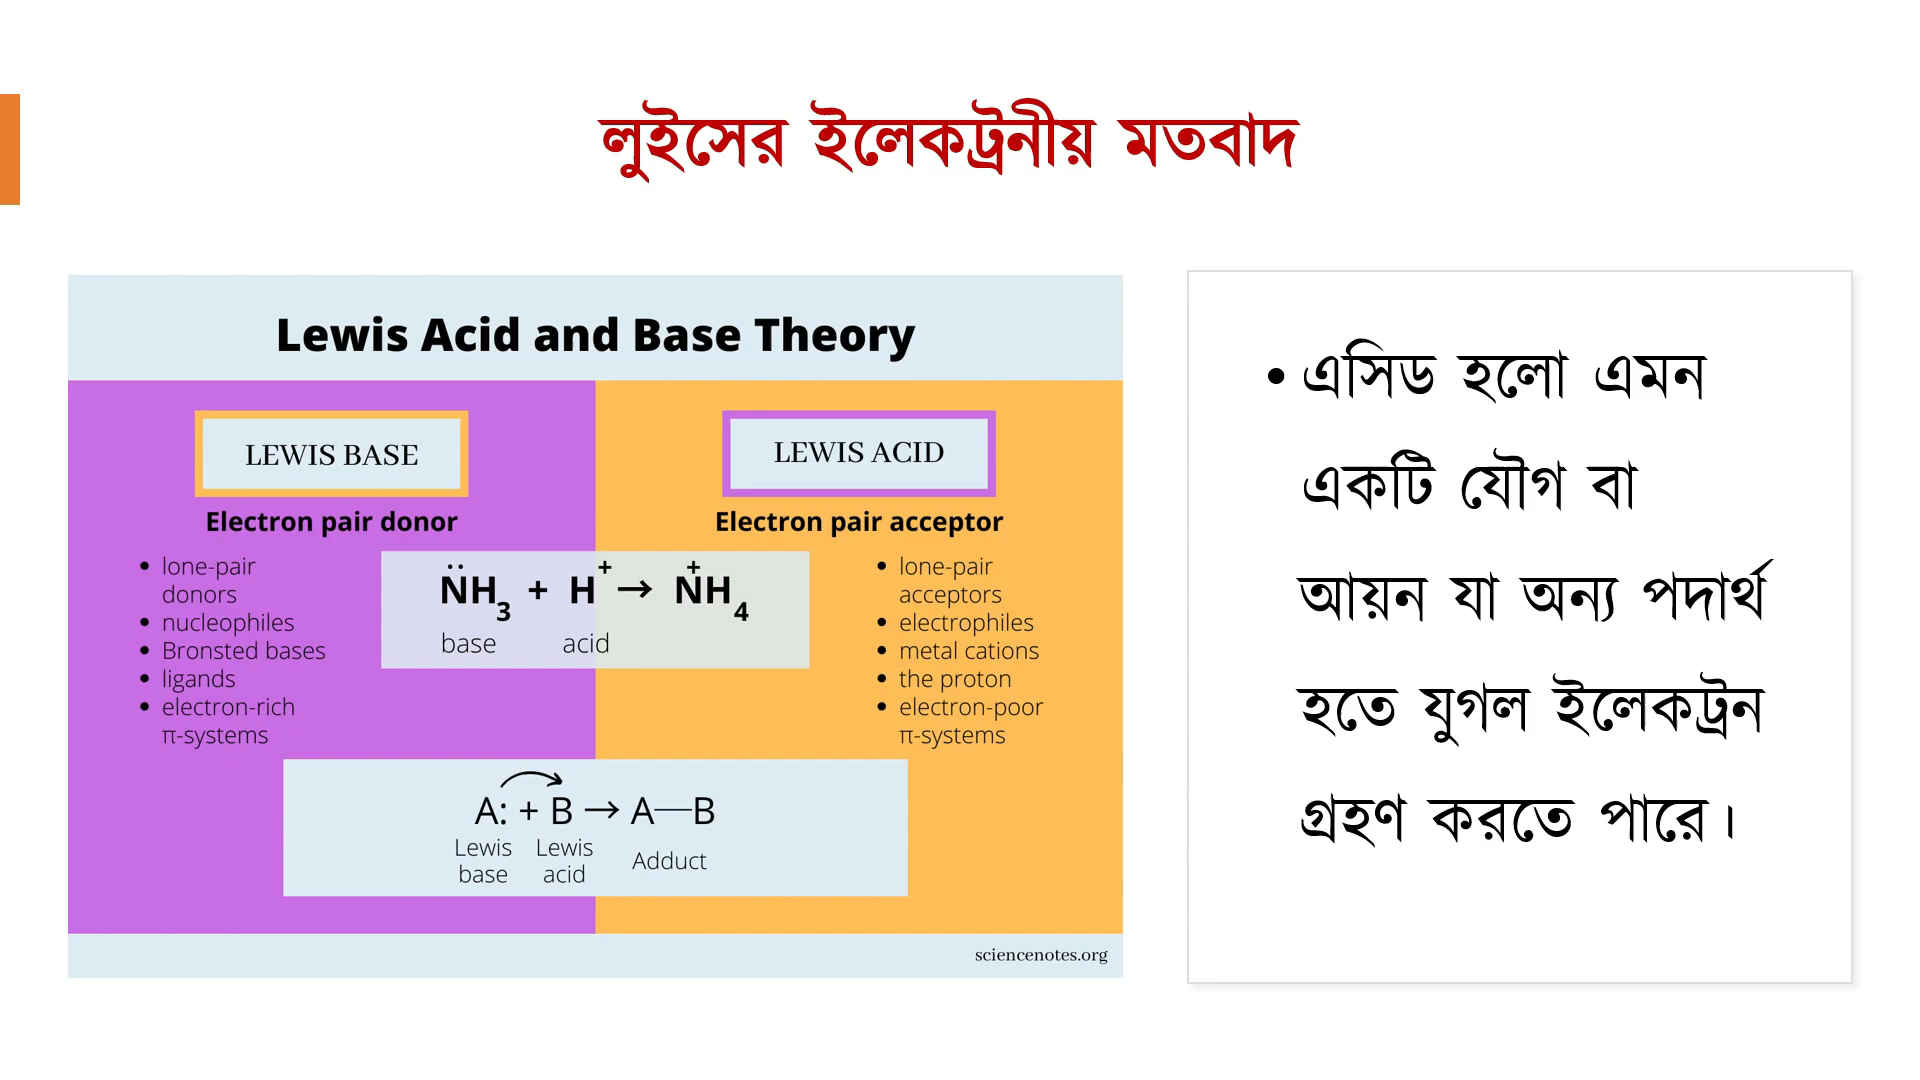 লুইসের ইলেকট্রনীয় মতবাদ
Lewis Acid and Base Theory
LEWIS BASE
Electron pair donor
• lone-pair
donors
• nucleophiles
• Bronsted bases
• ligands
• electron-rich
π-systems
LEWIS ACID
Electron pair acceptor
• lone-pair
acceptors
• electrophiles
• metal cations
• the proton
• electron-poor
π-systems
N̈H₃ + H⁺ → N⁺H₄
base acid
A: + B → A—B
Lewis base Lewis acid Adduct
sciencenotes.org
• এসিড হলো এমন
একটি যৌগ বা
আয়ন যা অন্য পদার্থ
হতে যুগল ইলেকট্রন
গ্রহণ করতে পারে।